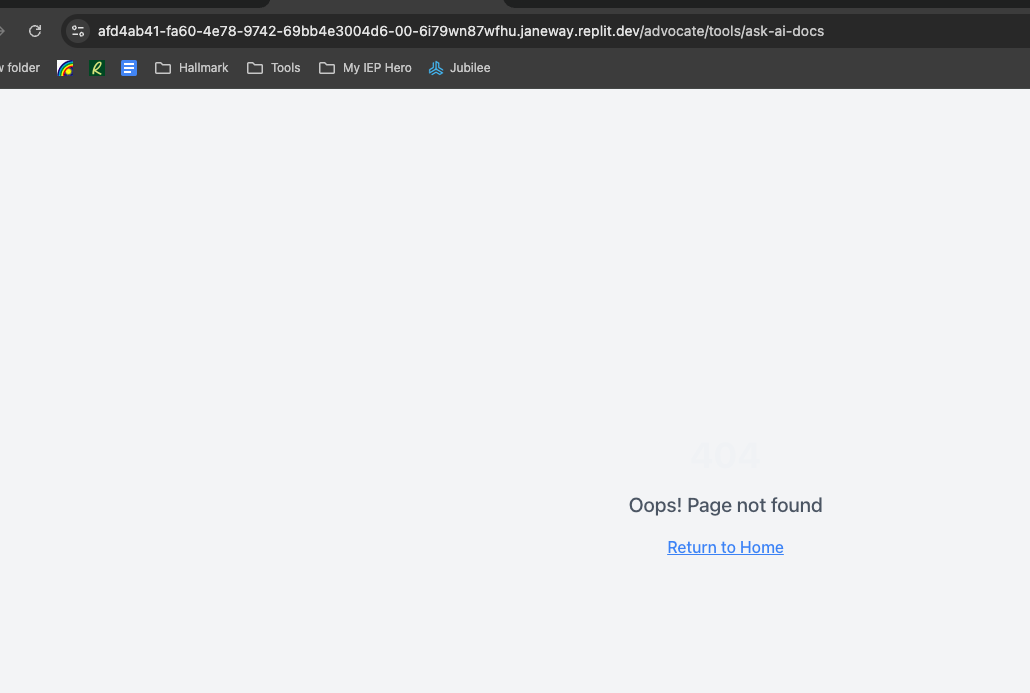 afd4ab41-fa60-4e78-9742-69bb4e3004d6-00-6i79wn87wfhu.janeway.replit.dev/advocate/tools/ask-ai-docs
w folder Hallmark Tools My IEP Hero Jubilee
404
Oops! Page not found
Return to Home